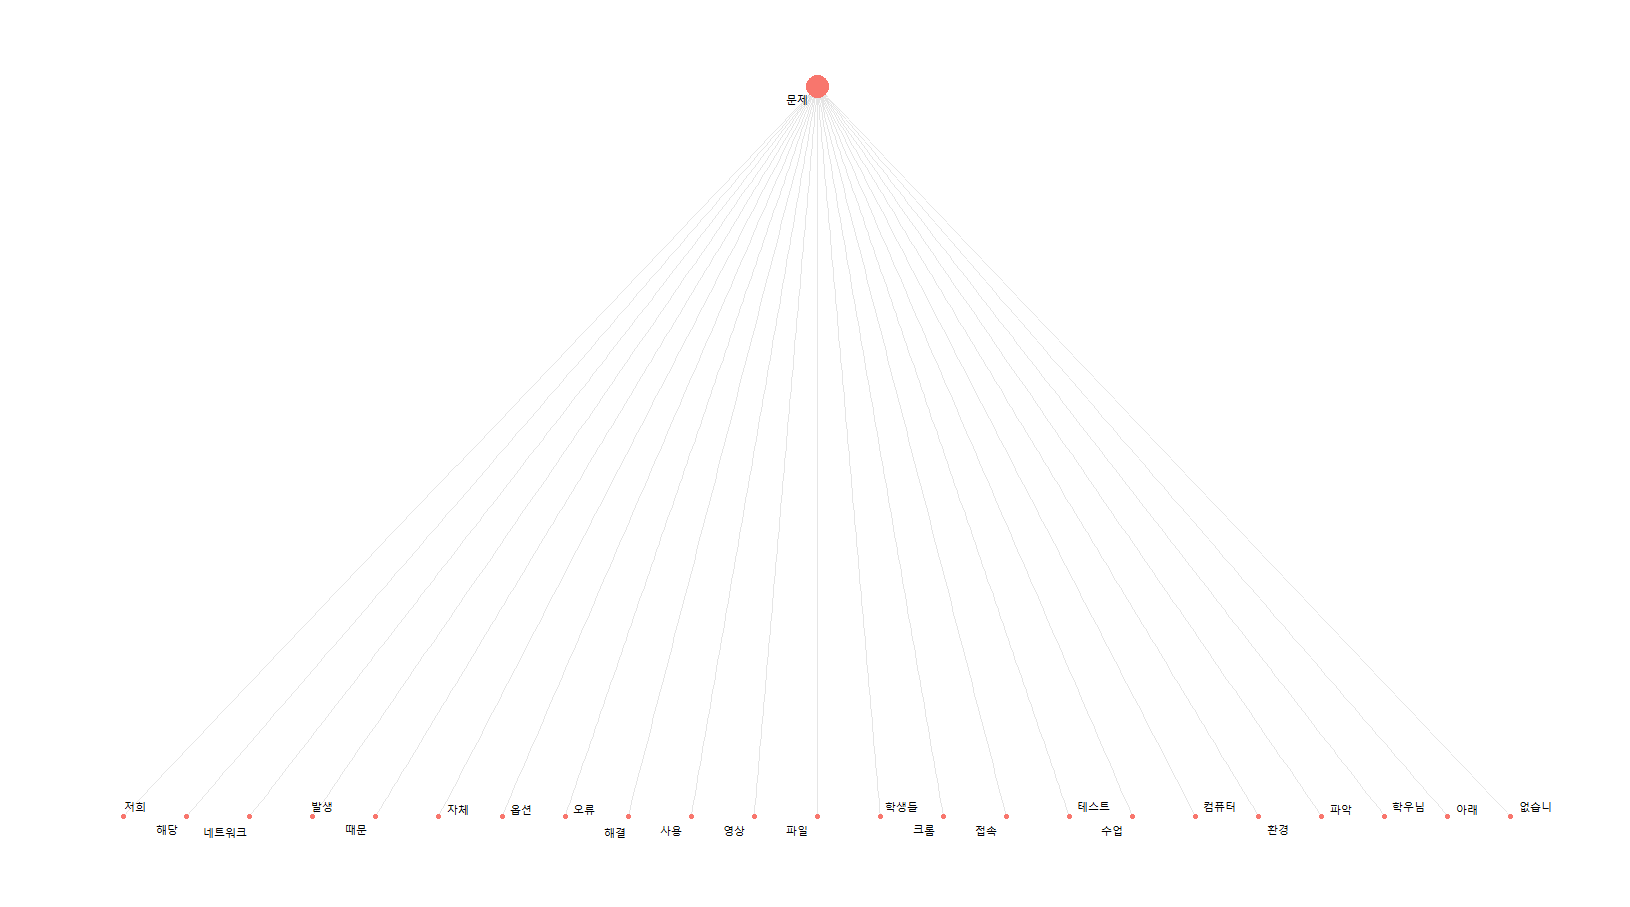 문제
저희
해당
네트워크
발생
때문
자체
옵션
오류
해결
사용
영상
파일
학생들
크롬
접속
테스트
수업
컴퓨터
환경
파악
학우님
아래
없습니